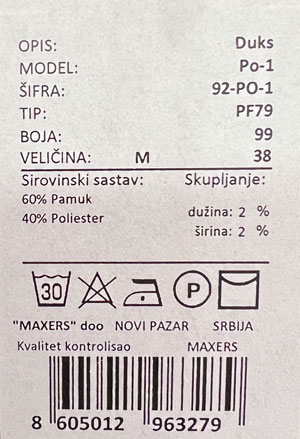 OPIS: Duks
MODEL: Po-1
ŠIFRA: 92-PO-1
TIP: PF79
BOJA: 99
VELIČINA: M 38
Sirovinski sastav: Skupljanje:
60% Pamuk
40% Poliester
dužina: 2 %
širina: 2 %
30 P
"MAXERS" doo NOVI PAZAR SRBIJA
Kvalitet kontrolisao MAXERS
8 605012 963279